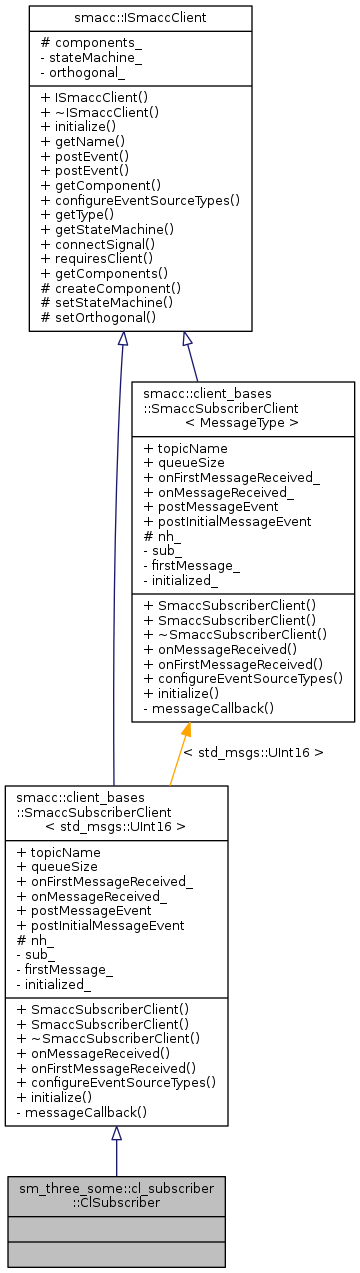 smacc::ISmaccClient
# components_
- stateMachine_
- orthogonal_
+ ISmaccClient()
+ ~ISmaccClient()
+ initialize()
+ getName()
+ postEvent()
+ postEvent()
+ getComponent()
+ configureEventSourceTypes()
+ getType()
+ getStateMachine()
+ connectSignal()
+ requiresClient()
+ getComponents()
# createComponent()
# setStateMachine()
# setOrthogonal()
smacc::client_bases
::SmaccSubscriberClient
< MessageType >
+ topicName
+ queueSize
+ onFirstMessageReceived_
+ onMessageReceived_
+ postMessageEvent
+ postInitialMessageEvent
# nh_
- sub_
- firstMessage_
- initialized_
+ SmaccSubscriberClient()
+ SmaccSubscriberClient()
+ ~SmaccSubscriberClient()
+ onMessageReceived()
+ onFirstMessageReceived()
+ configureEventSourceTypes()
+ initialize()
- messageCallback()
< std_msgs::UInt16 >
smacc::client_bases
::SmaccSubscriberClient
< std_msgs::UInt16 >
+ topicName
+ queueSize
+ onFirstMessageReceived_
+ onMessageReceived_
+ postMessageEvent
+ postInitialMessageEvent
# nh_
- sub_
- firstMessage_
- initialized_
+ SmaccSubscriberClient()
+ SmaccSubscriberClient()
+ ~SmaccSubscriberClient()
+ onMessageReceived()
+ onFirstMessageReceived()
+ configureEventSourceTypes()
+ initialize()
- messageCallback()
sm_three_some::cl_subscriber
::ClSubscriber